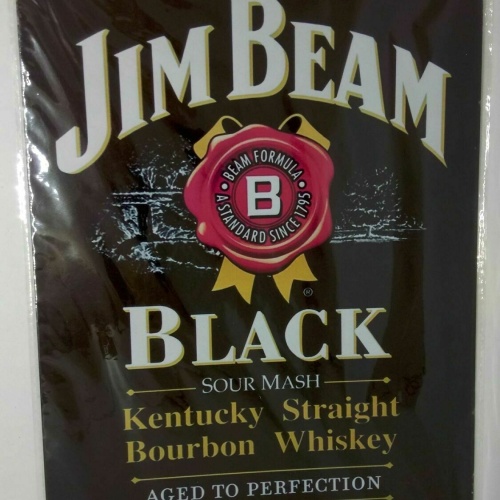 JIM BEAM
BEAM FORMULA
B
A STANDARD SINCE 1795
®
BLACK
SOUR MASH
Kentucky Straight
Bourbon Whiskey
AGED TO PERFECTION